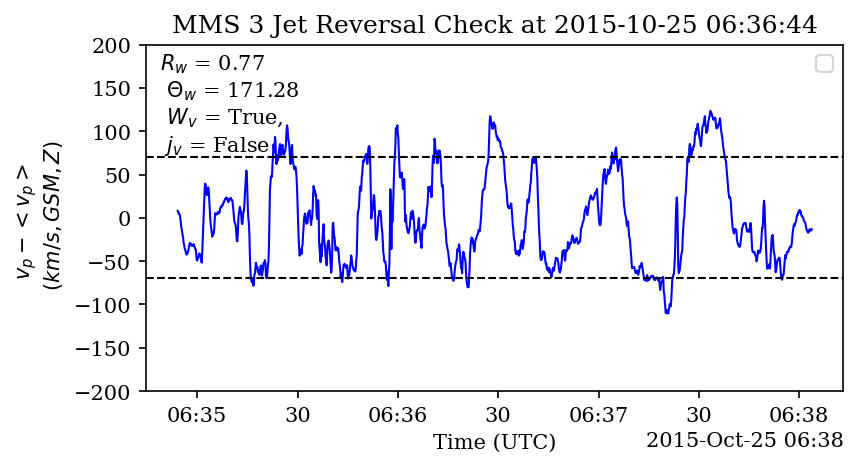 MMS 3 Jet Reversal Check at 2015-10-25 06:36:44
R_w = 0.77
Θ_w = 171.28
W_v = True,
j_v = False
v_p − < v_p >
(km/s, GSM, Z)
200
150
100
50
0
−50
−100
−150
−200
06:35 30 06:36 30 06:37 30 06:38
Time (UTC) 2015-Oct-25 06:38